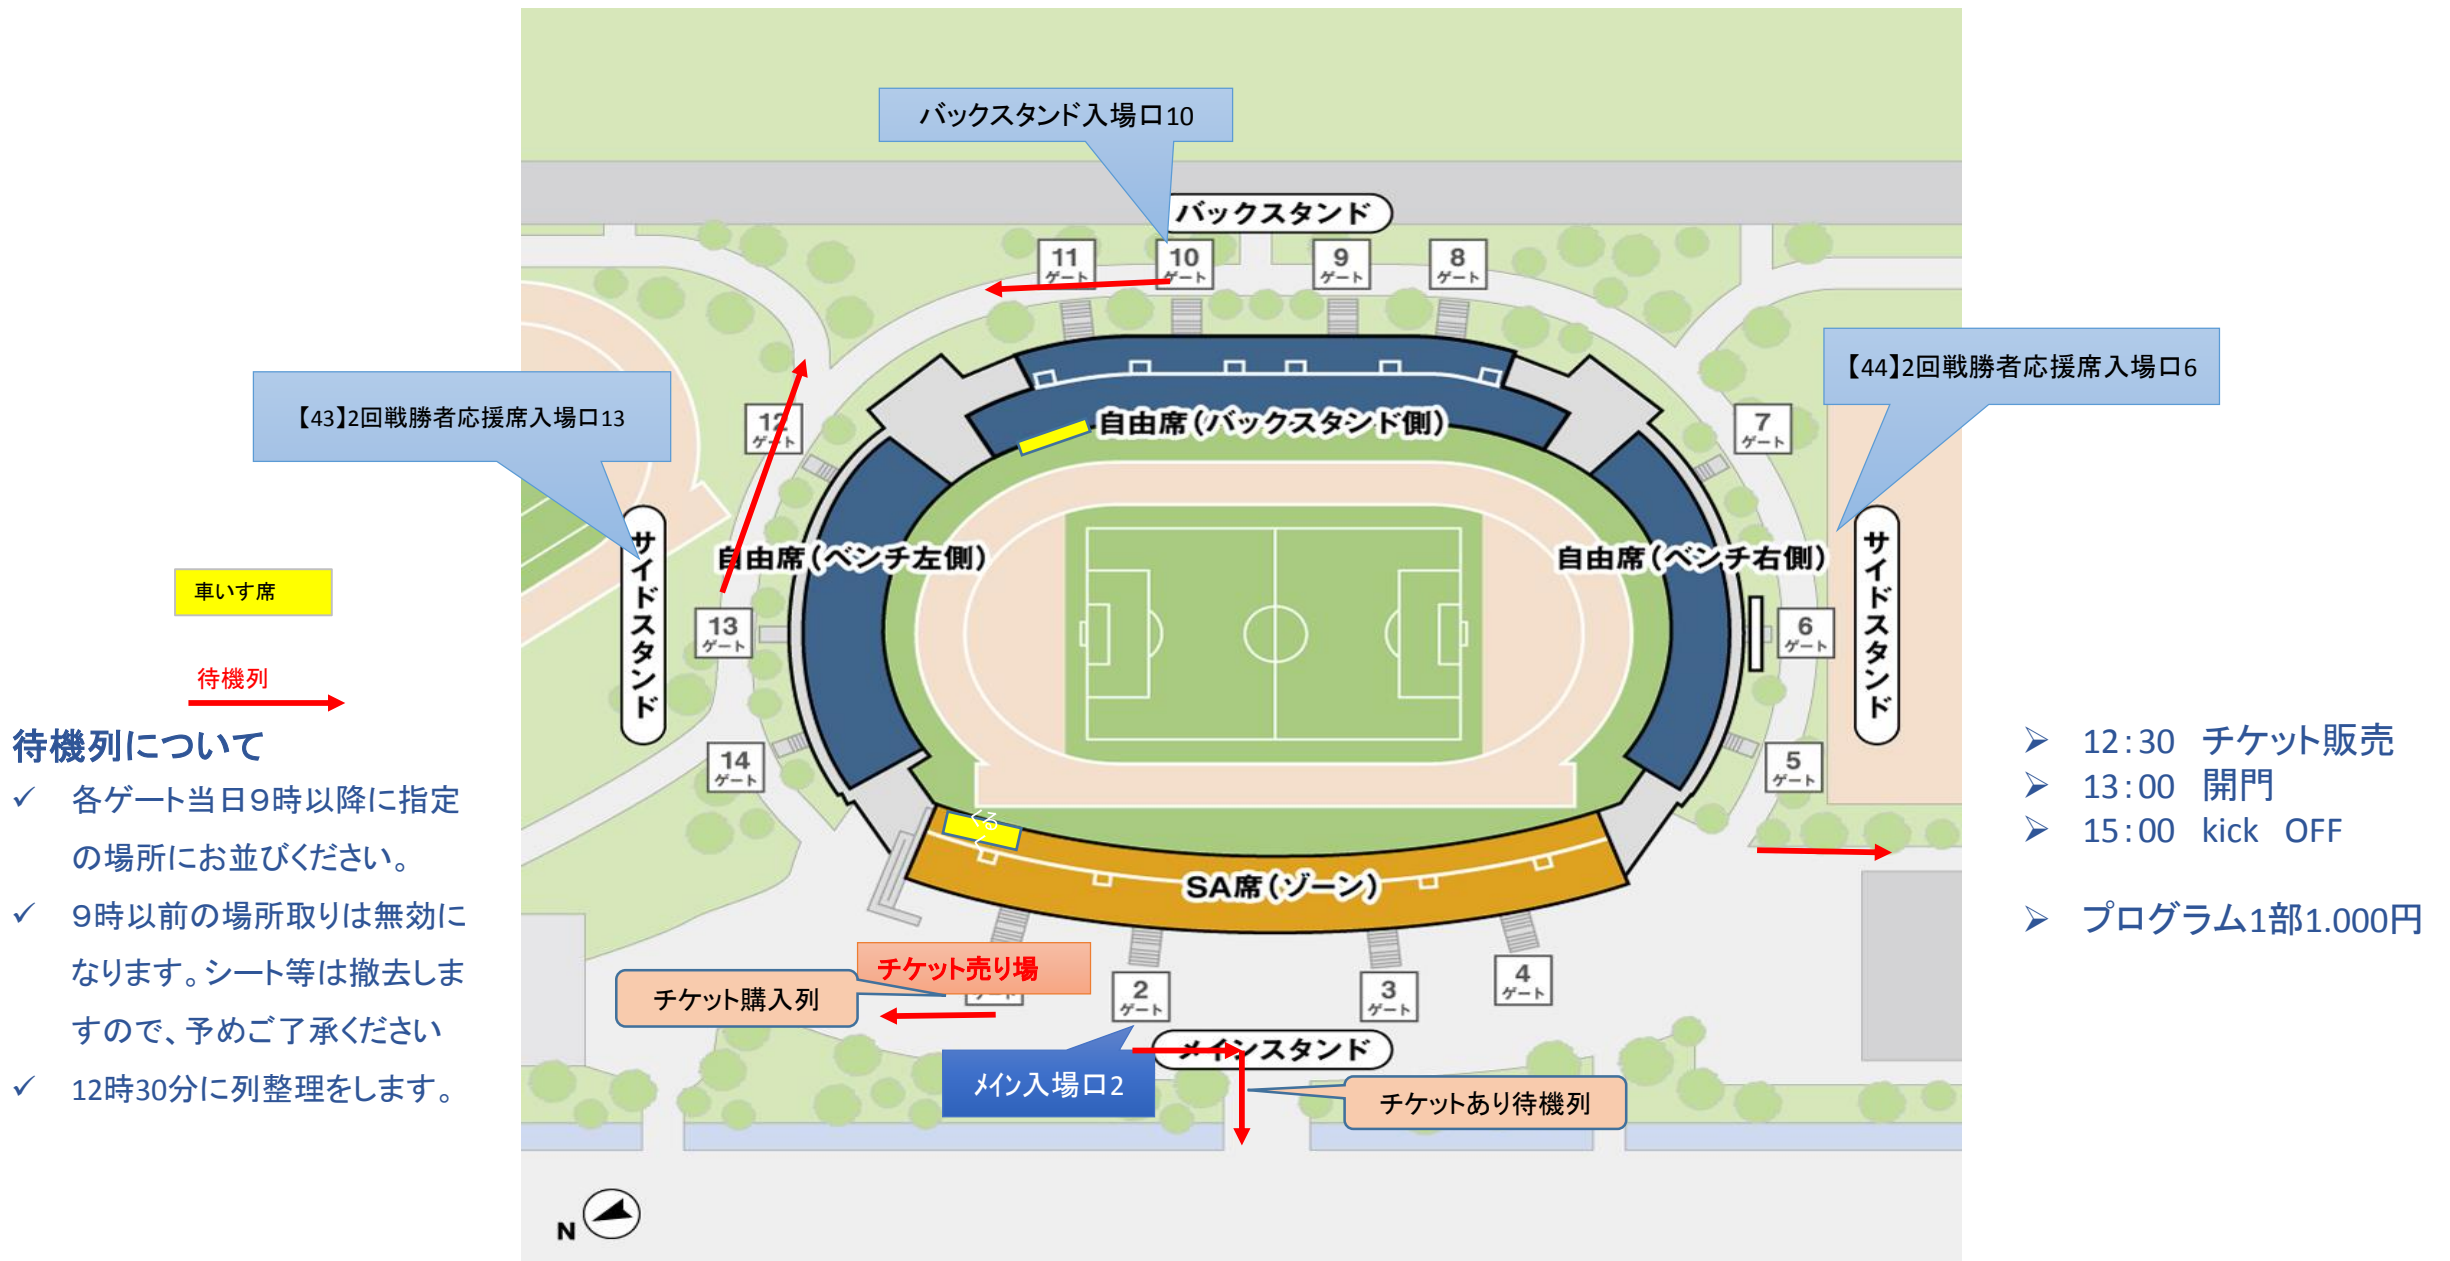 バックスタンド入場口10
バックスタンド
11
ゲート
10
ゲート
9
ゲート
8
ゲート
【44】2回戦勝者応援席入場口6
【43】2回戦勝者応援席入場口13
12
ゲート
自由席(バックスタンド側)
7
ゲート
サイドスタンド
自由席(ベンチ左側)
自由席(ベンチ右側)
サイドスタンド
車いす席
13
ゲート
6
ゲート
待機列
待機列について
✓ 各ゲート当日9時以降に指定
の場所にお並びください。
✓ 9時以前の場所取りは無効に
なります。シート等は撤去しま
すので、予めご了承ください
✓ 12時30分に列整理をします。
14
ゲート
5
ゲート
➢ 12:30 チケット販売
➢ 13:00 開門
➢ 15:00 kick OFF
➢ プログラム1部1.000円
SA席(ゾーン)
チケット売り場
チケット購入列
ゲート
2
ゲート
3
ゲート
4
ゲート
メインスタンド
メイン入場口2
チケットあり待機列
N